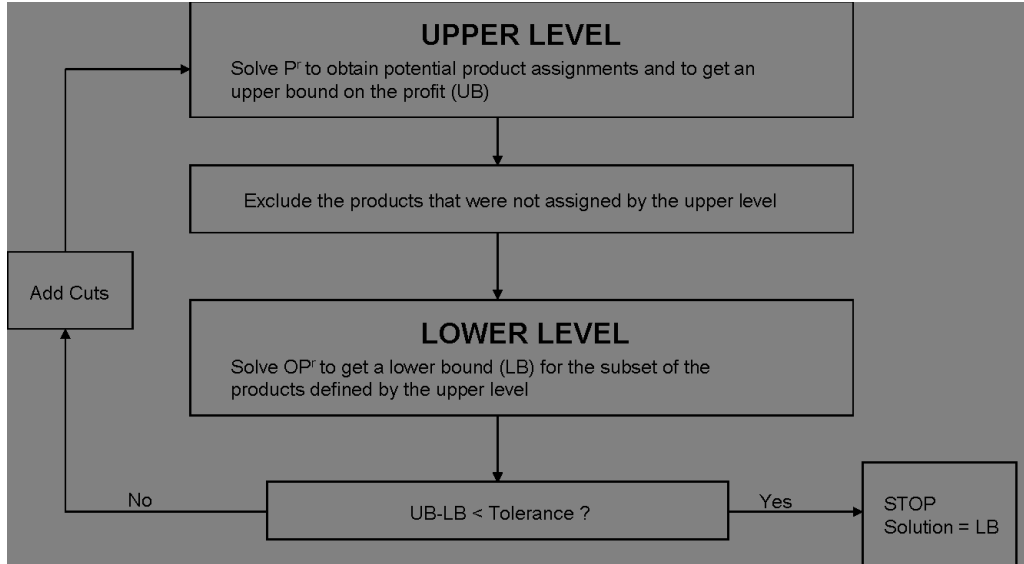 UPPER LEVEL
Solve Pʳ to obtain potential product assignments and to get an
upper bound on the profit (UB)
Exclude the products that were not assigned by the upper level
Add Cuts
LOWER LEVEL
Solve OPʳ to get a lower bound (LB) for the subset of the
products defined by the upper level
No
UB-LB < Tolerance ?
Yes
STOP
Solution = LB